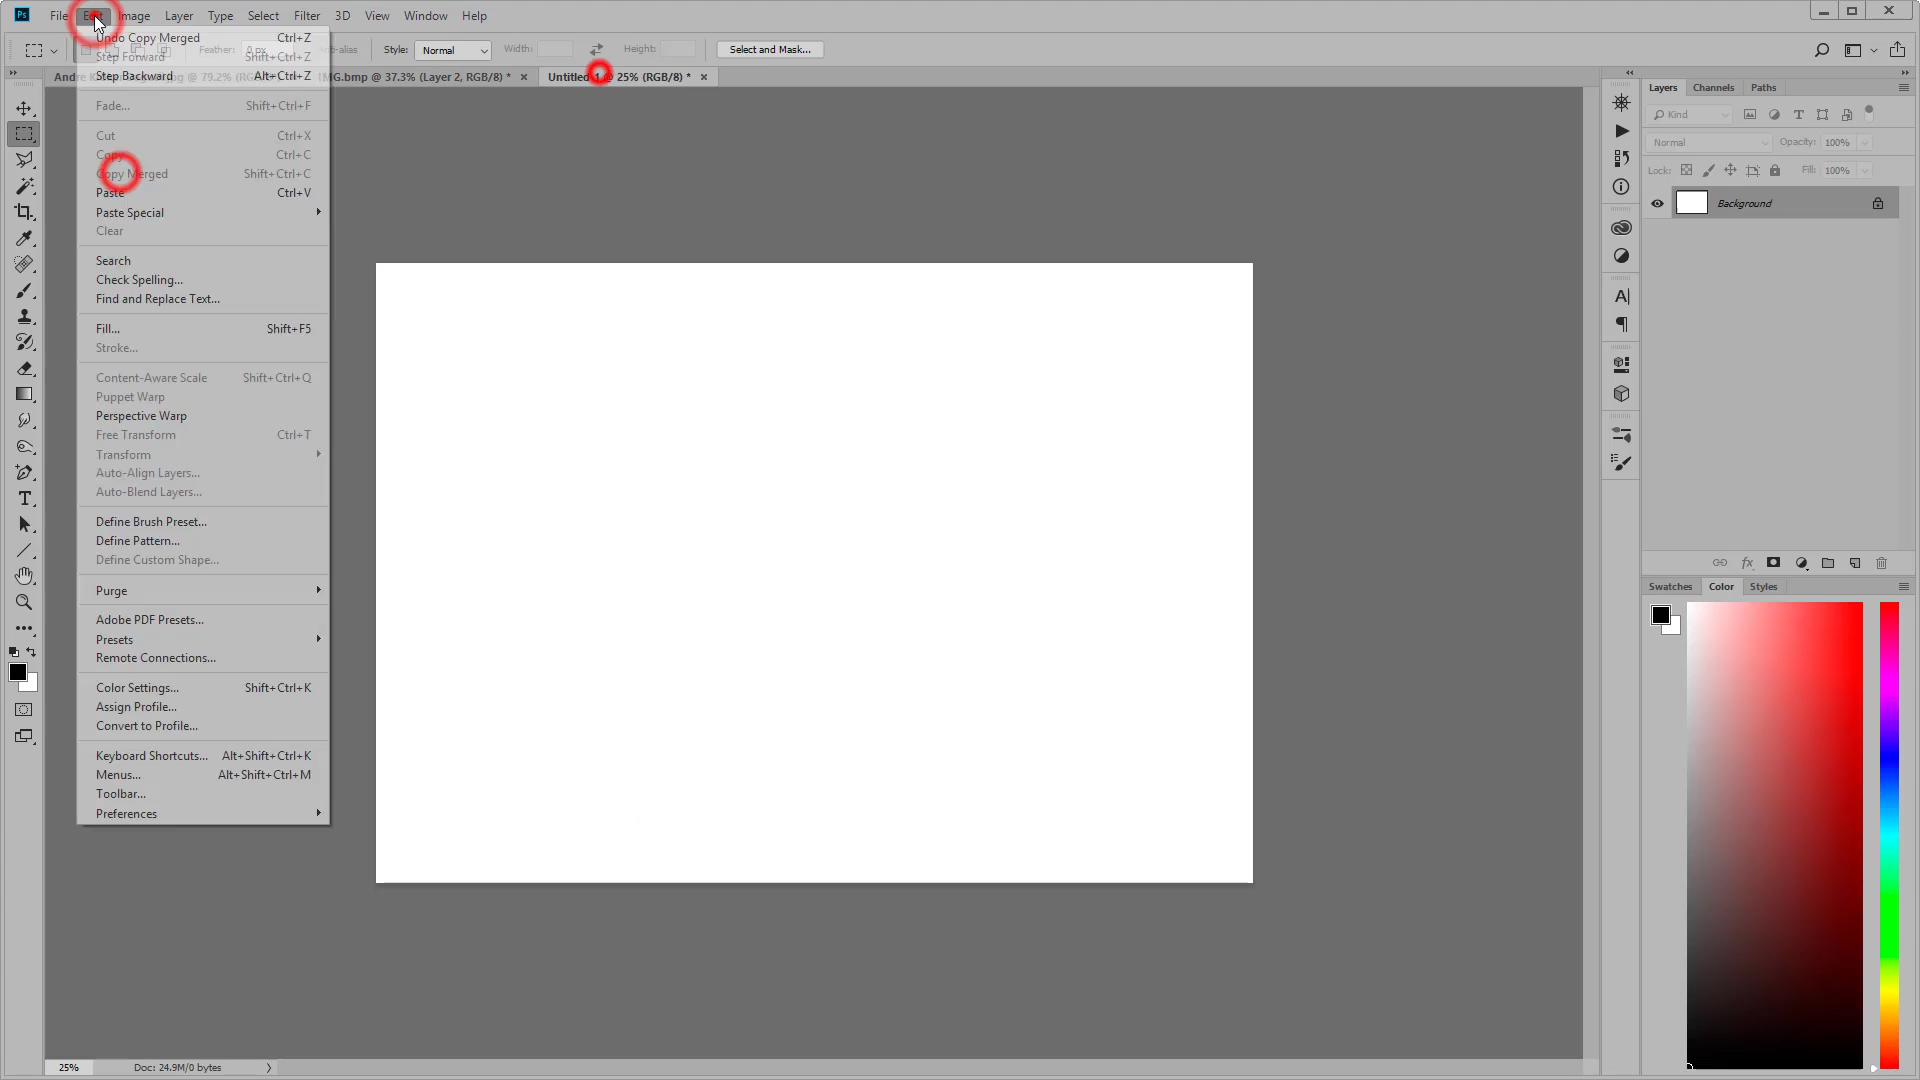 Ps File Edit Image Layer Type Select Filter 3D View Window Help
Feather: 0 px Style: Normal Width: Height: Select and Mask...
MG.bmp @ 37.3% (Layer 2, RGB/8) * × Untitled-1 @ 25% (RGB/8) * ×
Undo Copy Merged Ctrl+Z
Step Forward Shift+Ctrl+Z
Step Backward Alt+Ctrl+Z
Fade... Shift+Ctrl+F
Cut Ctrl+X
Copy Ctrl+C
Copy Merged Shift+Ctrl+C
Paste Ctrl+V
Paste Special
Clear
Search
Check Spelling...
Find and Replace Text...
Fill... Shift+F5
Stroke...
Content-Aware Scale Shift+Ctrl+Q
Puppet Warp
Perspective Warp
Free Transform Ctrl+T
Transform
Auto-Align Layers...
Auto-Blend Layers...
Define Brush Preset...
Define Pattern...
Define Custom Shape...
Purge
Adobe PDF Presets...
Presets
Remote Connections...
Color Settings... Shift+Ctrl+K
Assign Profile...
Convert to Profile...
Keyboard Shortcuts... Alt+Shift+Ctrl+K
Menus... Alt+Shift+Ctrl+M
Toolbar...
Preferences
Layers Channels Paths
Kind
Normal Opacity: 100%
Lock: Fill: 100%
Background
Swatches Color Styles
25% Doc: 24.9M/0 bytes